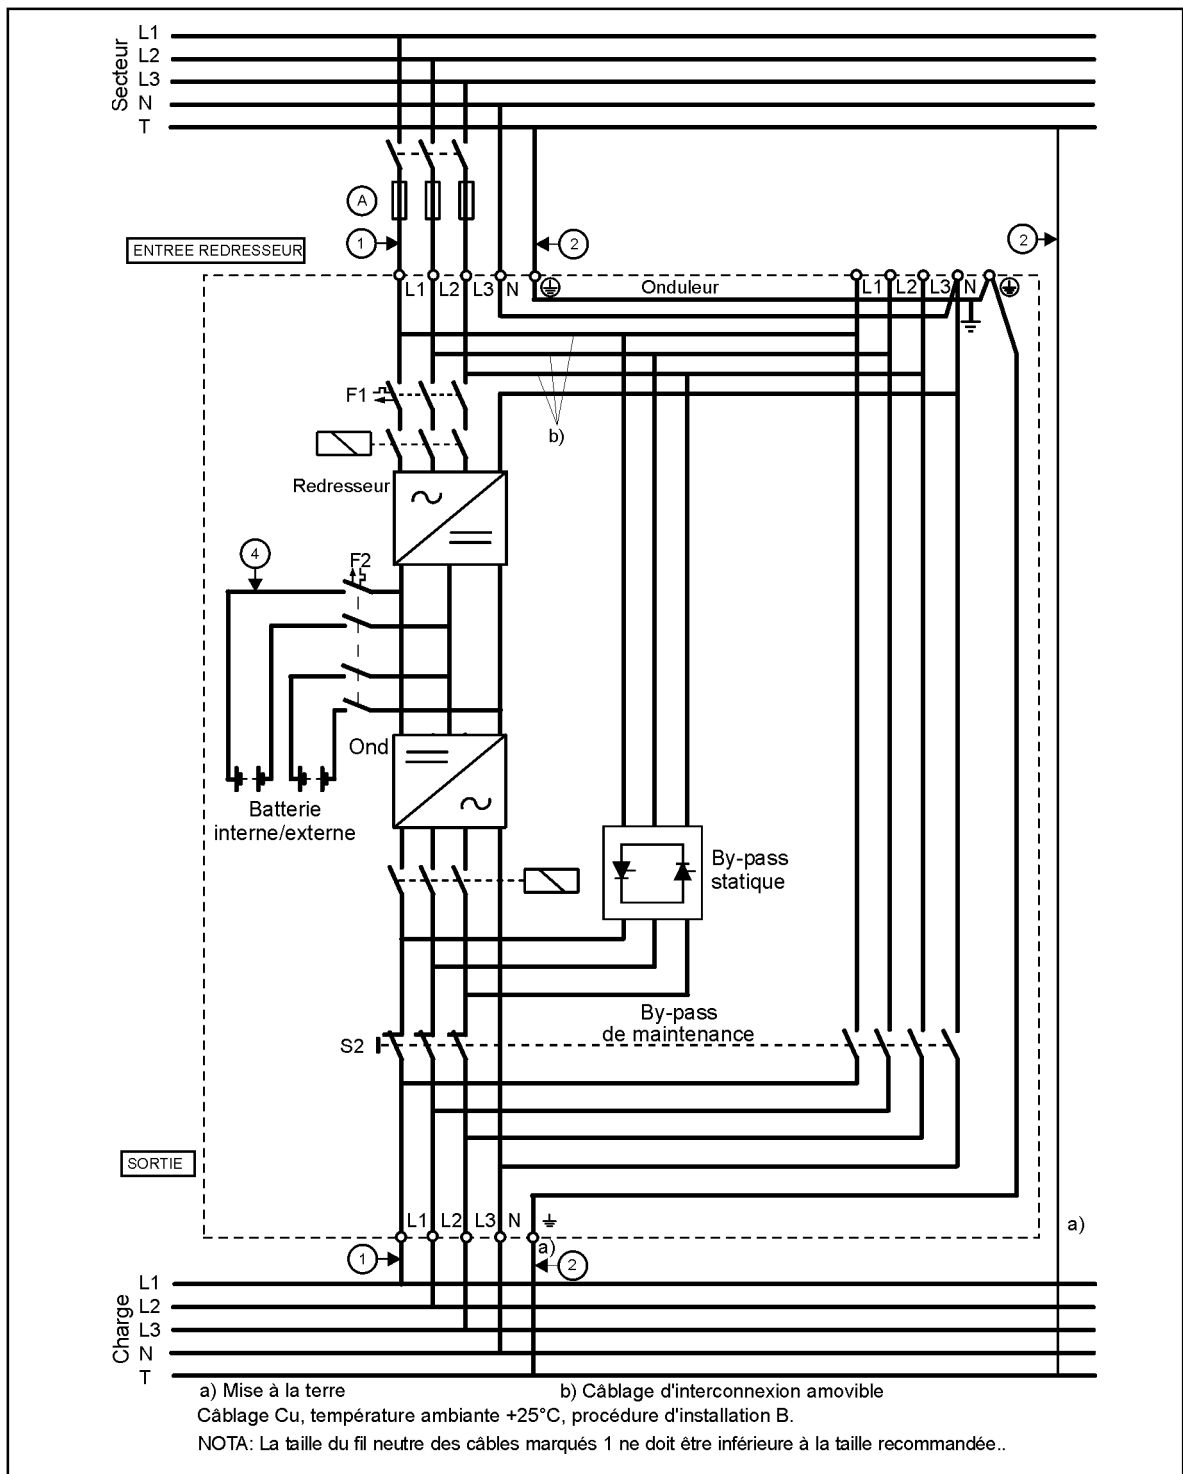 Secteur
L1
L2
L3
N
T
A
1
2
2
ENTREE REDRESSEUR
L1 L2 L3 N
Onduleur
L1 L2 L3 N
F1
b)
Redresseur
4
F2
Ond
Batterie
interne/externe
By-pass
statique
By-pass
de maintenance
S2
SORTIE
L1 L2 L3 N
a)
a)
1
2
Charge
L1
L2
L3
N
T
a) Mise à la terre
b) Câblage d'interconnexion amovible
Câblage Cu, température ambiante +25°C, procédure d'installation B.
NOTA: La taille du fil neutre des câbles marqués 1 ne doit être inférieure à la taille recommandée..